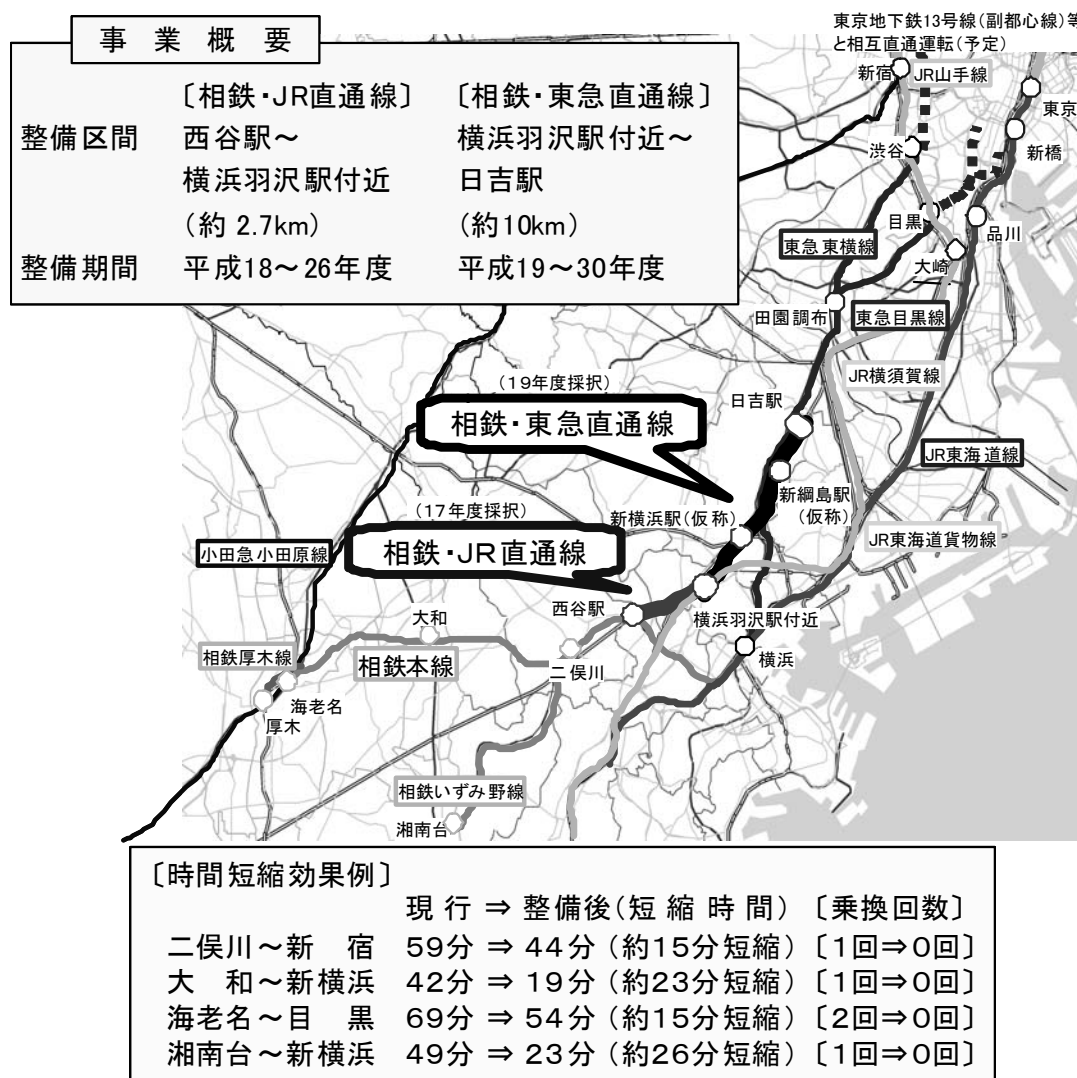 東京地下鉄13号線(副都心線)等
と相互直通運転(予定)
事業概要
〔相鉄・JR直通線〕 〔相鉄・東急直通線〕
整備区間 西谷駅～ 横浜羽沢駅付近～
横浜羽沢駅付近 日吉駅
(約 2.7km) (約10km)
整備期間 平成18～26年度 平成19～30年度
新宿
JR山手線
東京
渋谷
新橋
目黒
品川
東急東横線
大崎
田園調布
東急目黒線
JR横須賀線
(19年度採択)
相鉄・東急直通線
日吉駅
JR東海道線
新綱島駅
(仮称)
(17年度採択)
新横浜駅(仮称)
相鉄・JR直通線
JR東海道貨物線
小田急小田原線
西谷駅
横浜羽沢駅付近
大和
相鉄厚木線
相鉄本線
二俣川
横浜
海老名
厚木
相鉄いずみ野線
湘南台
〔時間短縮効果例〕
現行 ⇒ 整備後(短縮時間) 〔乗換回数〕
二俣川～新 宿 59分 ⇒ 44分 (約15分短縮) 〔1回⇒0回〕
大 和～新横浜 42分 ⇒ 19分 (約23分短縮) 〔1回⇒0回〕
海老名～目 黒 69分 ⇒ 54分 (約15分短縮) 〔2回⇒0回〕
湘南台～新横浜 49分 ⇒ 23分 (約26分短縮) 〔1回⇒0回〕